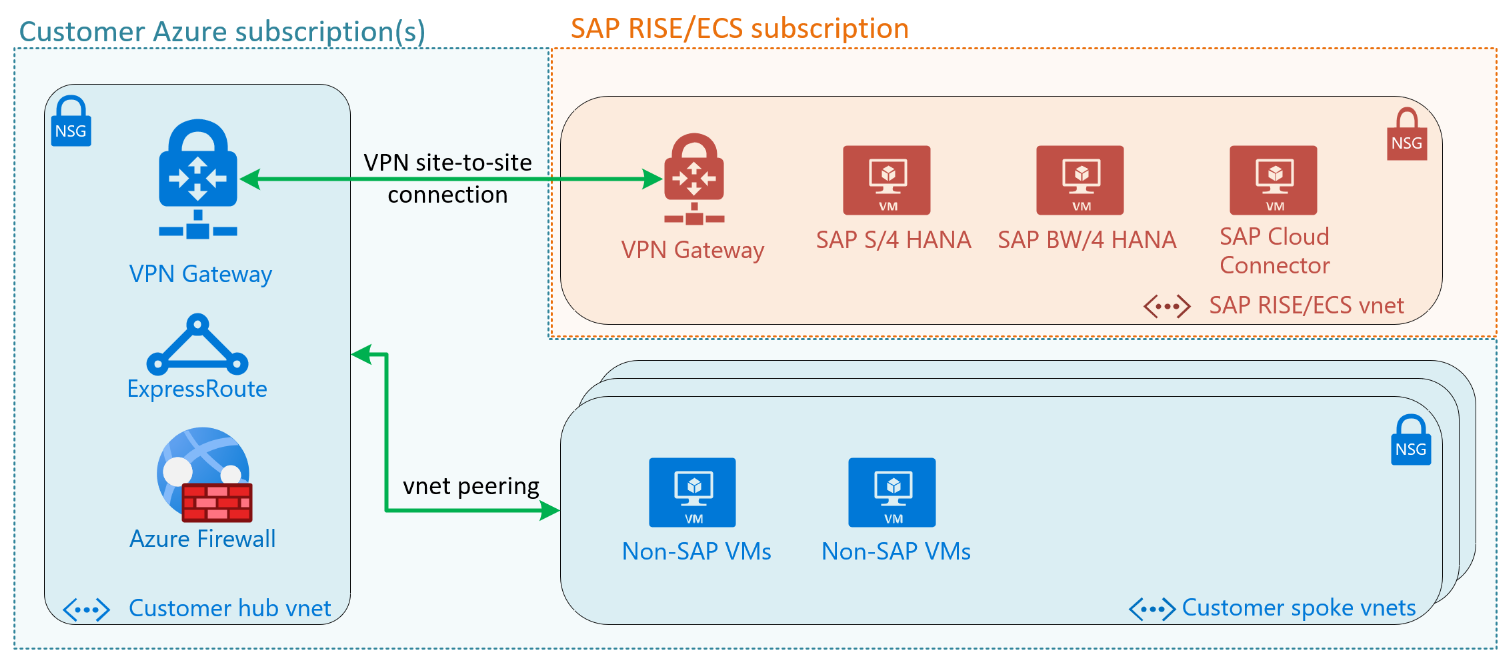 Customer Azure subscription(s)
SAP RISE/ECS subscription
NSG
VPN Gateway
ExpressRoute
Azure Firewall
Customer hub vnet
VPN site-to-site
connection
vnet peering
NSG
VPN Gateway
VM
SAP S/4 HANA
VM
SAP BW/4 HANA
VM
SAP Cloud
Connector
SAP RISE/ECS vnet
NSG
VM
Non-SAP VMs
VM
Non-SAP VMs
Customer spoke vnets